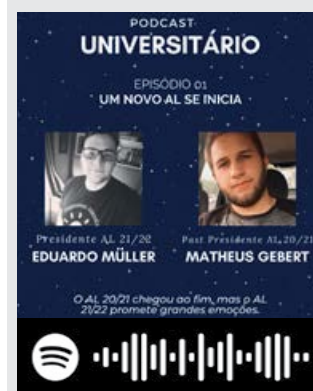 PODCAST
UNIVERSITÁRIO
EPISÓDIO 01
UM NOVO AL SE INICIA
Presidente AL 21/22
EDUARDO MÜLLER
Past Presidente AL 20/21
MATHEUS GEBERT
O AL 20/21 chegou ao fim, mas o AL
21/22 promete grandes emoções.